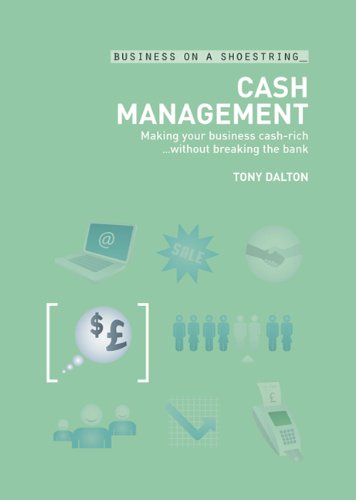 BUSINESS ON A SHOESTRING_
CASH
MANAGEMENT
Making your business cash-rich
...without breaking the bank
TONY DALTON
@
SALE
$ £
£